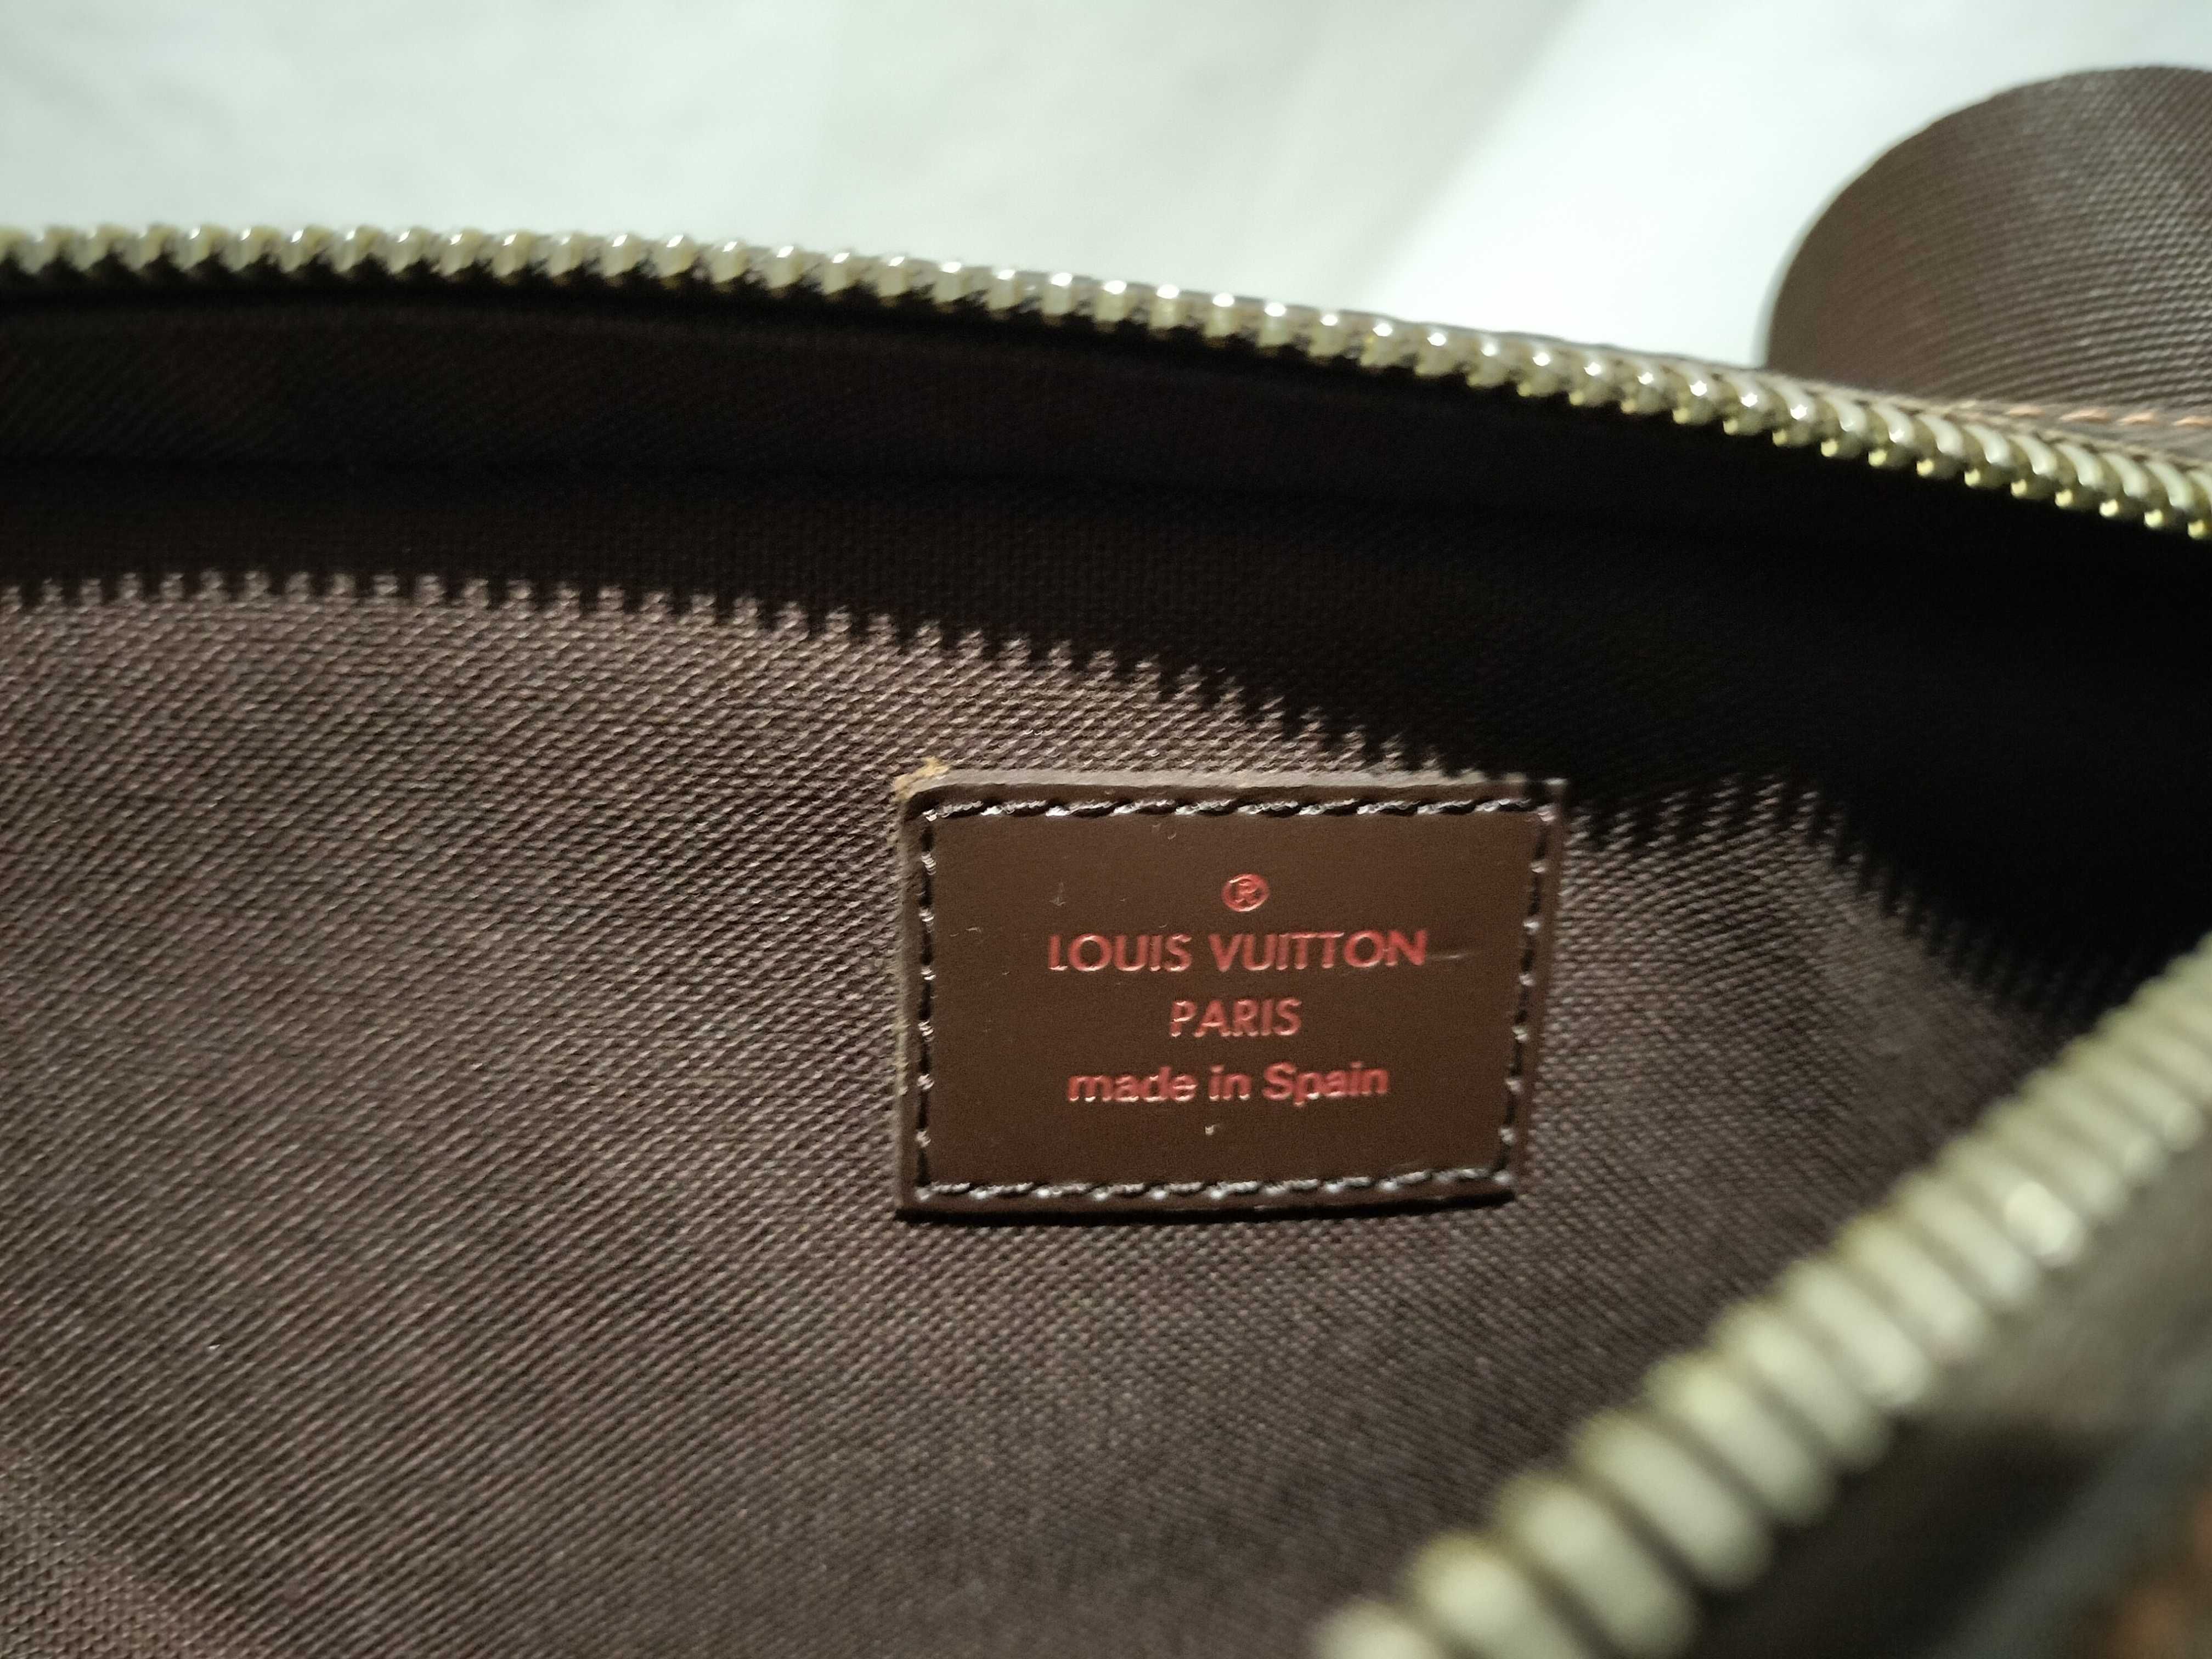 ®
LOUIS VUITTON
PARIS
made in Spain